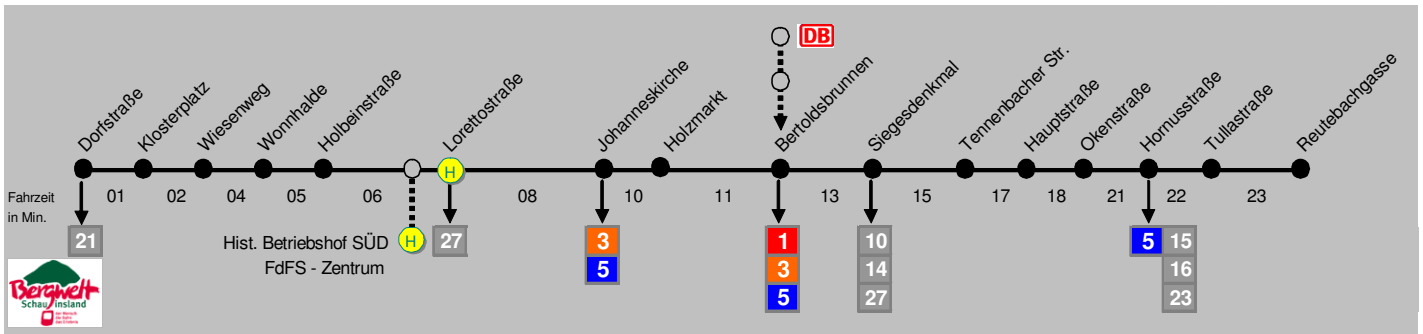 DB
Dorfstraße
Klosterplatz
Wiesenweg
Wonnhalde
Holbeinstraße
Lorettostraße
Johanneskirche
Holzmarkt
Bertoldsbrunnen
Siegesdenkmal
Tennenbacher Str.
Hauptstraße
Okenstraße
Hornusstraße
Tullastraße
Reutebachgasse
H
Fahrzeit
in Min.
01 02 04 05 06 08 10 11 13 15 17 18 21 22 23
21
Hist. Betriebshof SÜD H
FdFS - Zentrum
27
3
5
1
3
5
10
14
27
5 15
16
23
Bergwelt
Schauinsland